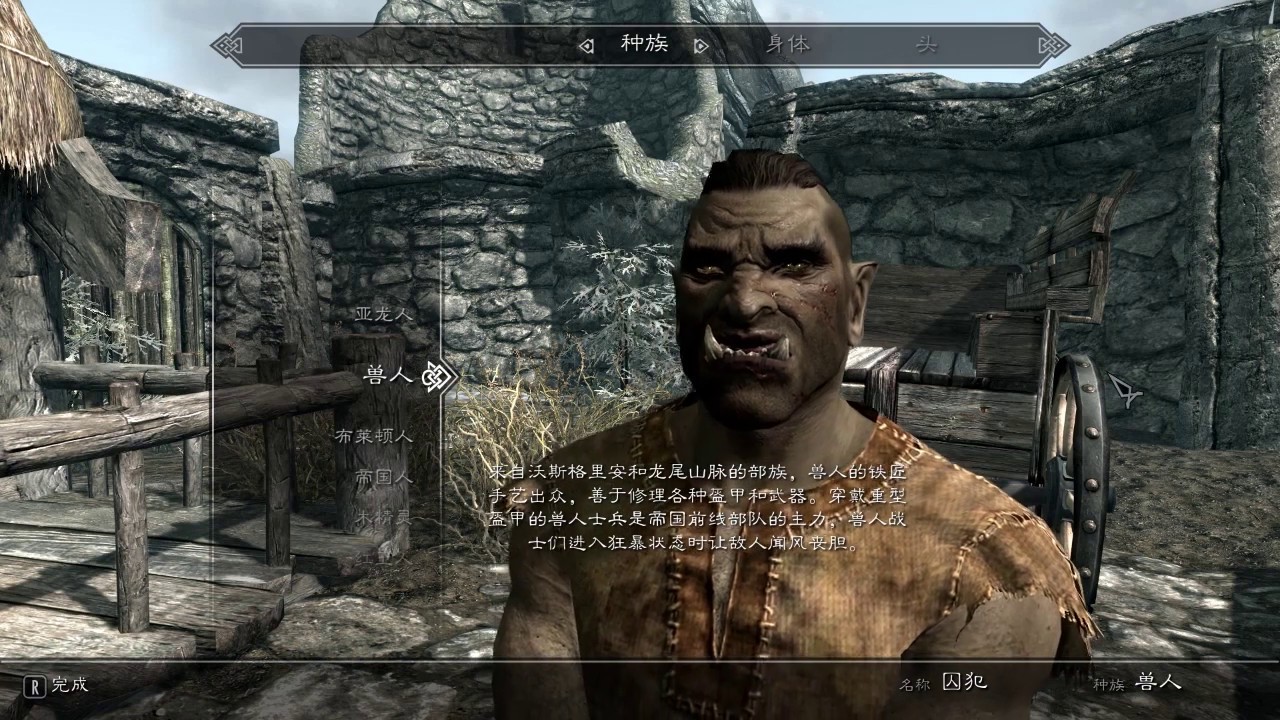 种族 身体 头
亚龙人
兽人
布莱顿人
帝国人
木精灵
来自沃斯格里安和龙尾山脉的部族，兽人的铁匠
手艺出众，善于修理各种盔甲和武器。穿戴重型
盔甲的兽人士兵是帝国前线部队的主力，兽人战
士们进入狂暴状态时让敌人闻风丧胆。
R 完成
名称 囚犯
种族 兽人